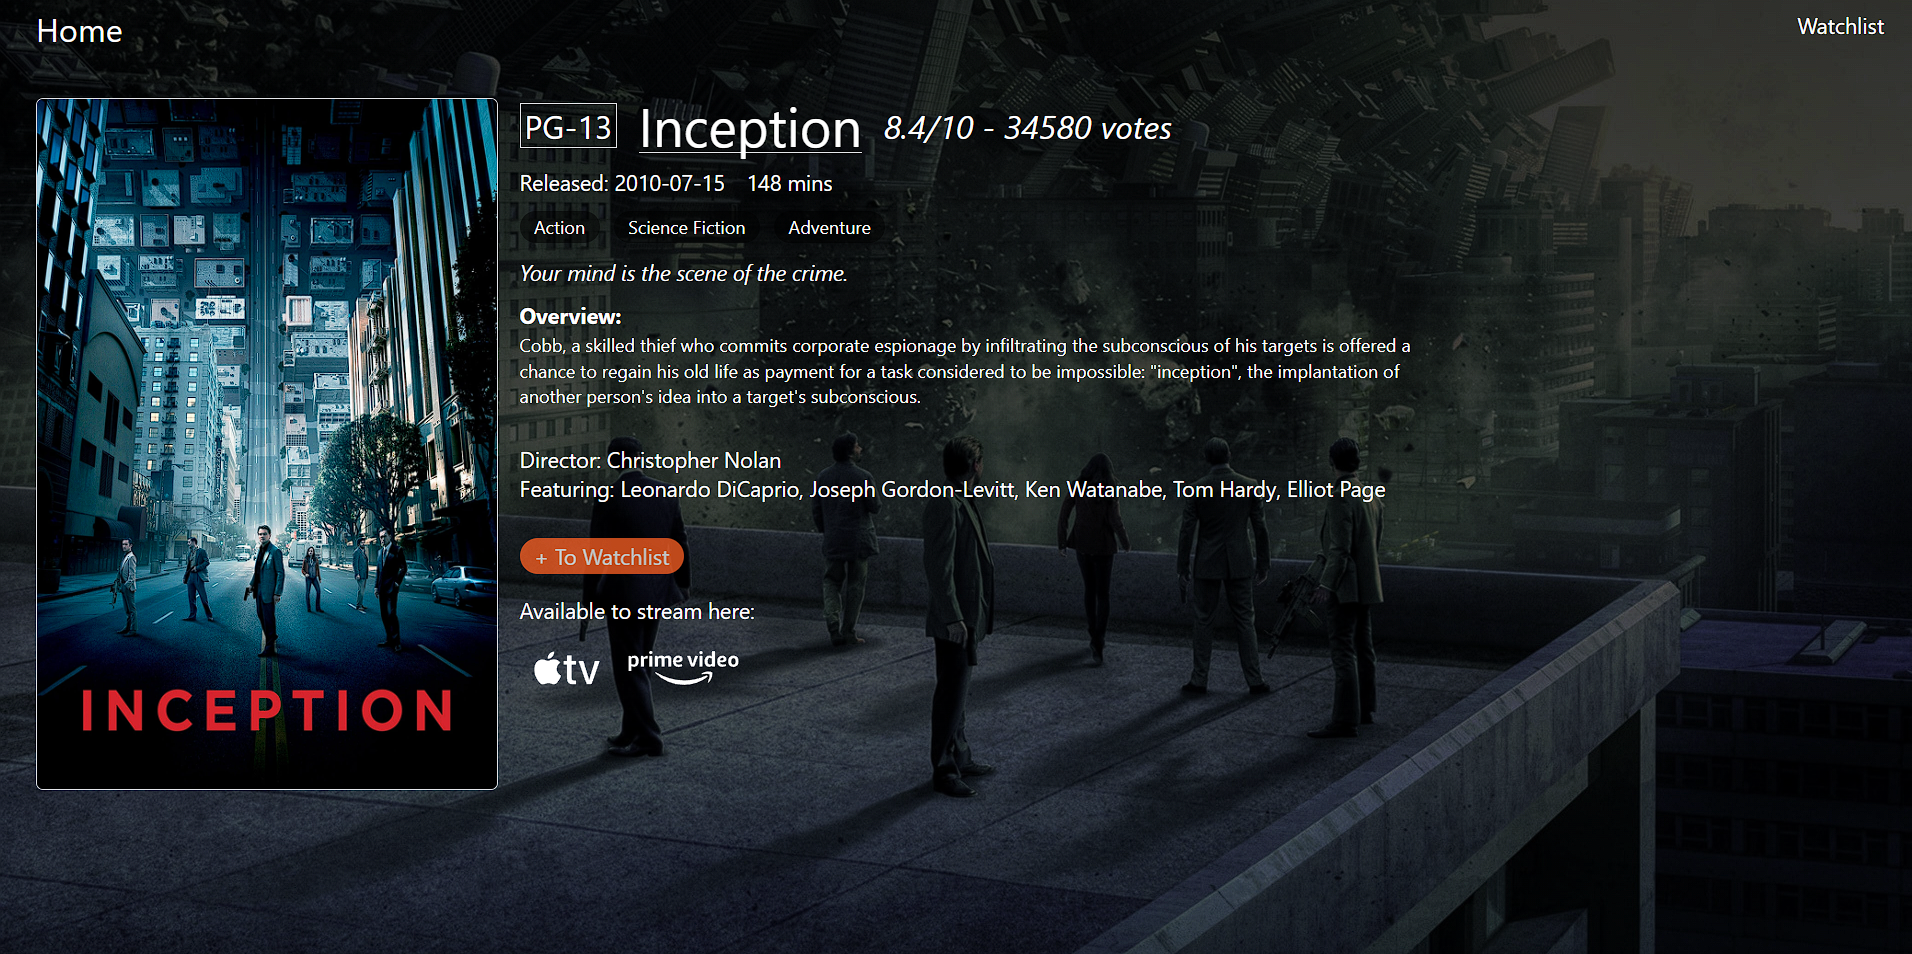 Home
Watchlist
PG-13 Inception 8.4/10 - 34580 votes
Released: 2010-07-15 148 mins
Action Science Fiction Adventure
Your mind is the scene of the crime.
Overview:
Cobb, a skilled thief who commits corporate espionage by infiltrating the subconscious of his targets is offered a
chance to regain his old life as payment for a task considered to be impossible: "inception", the implantation of
another person's idea into a target's subconscious.
Director: Christopher Nolan
Featuring: Leonardo DiCaprio, Joseph Gordon-Levitt, Ken Watanabe, Tom Hardy, Elliot Page
+ To Watchlist
Available to stream here:
tv prime video
INCEPTION